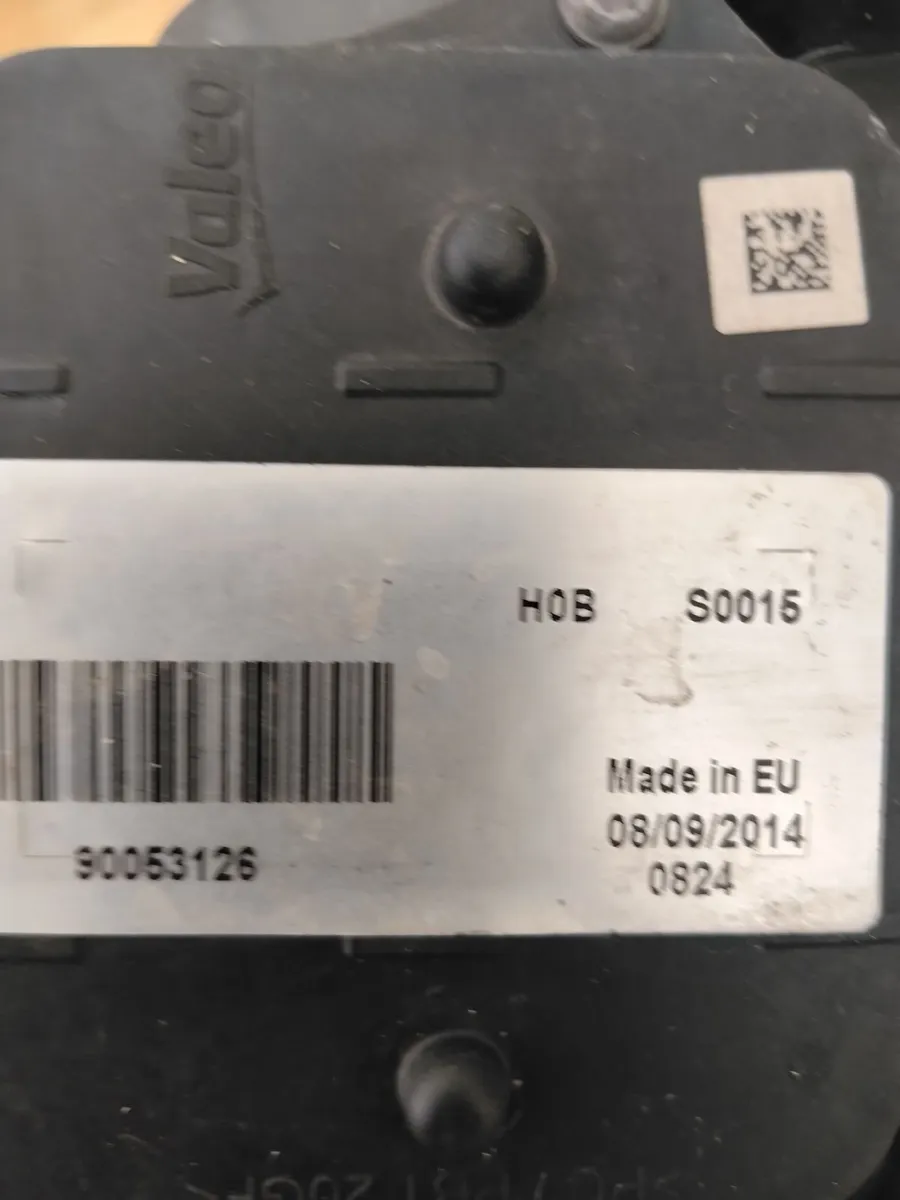 Valeo
H0B S0015
Made in EU
08/09/2014
90053126
0824